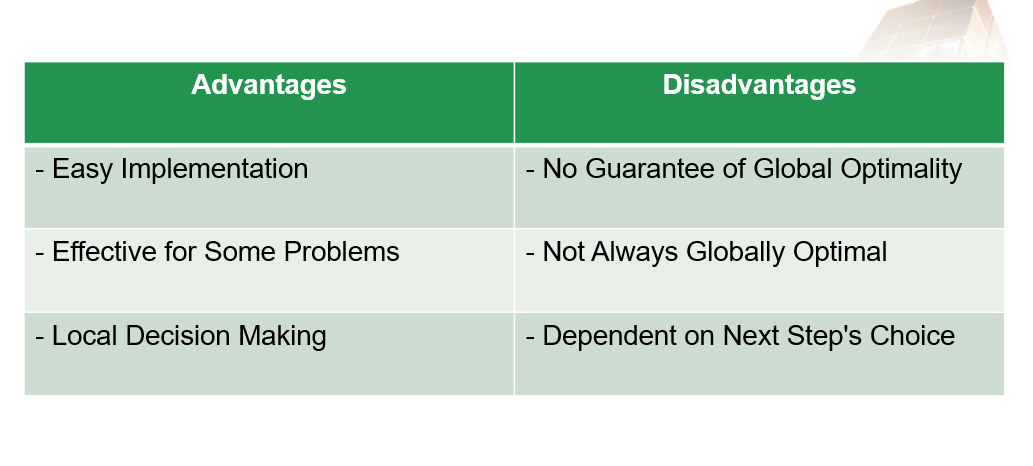 Advantages
Disadvantages
- Easy Implementation
- No Guarantee of Global Optimality
- Effective for Some Problems
- Not Always Globally Optimal
- Local Decision Making
- Dependent on Next Step's Choice